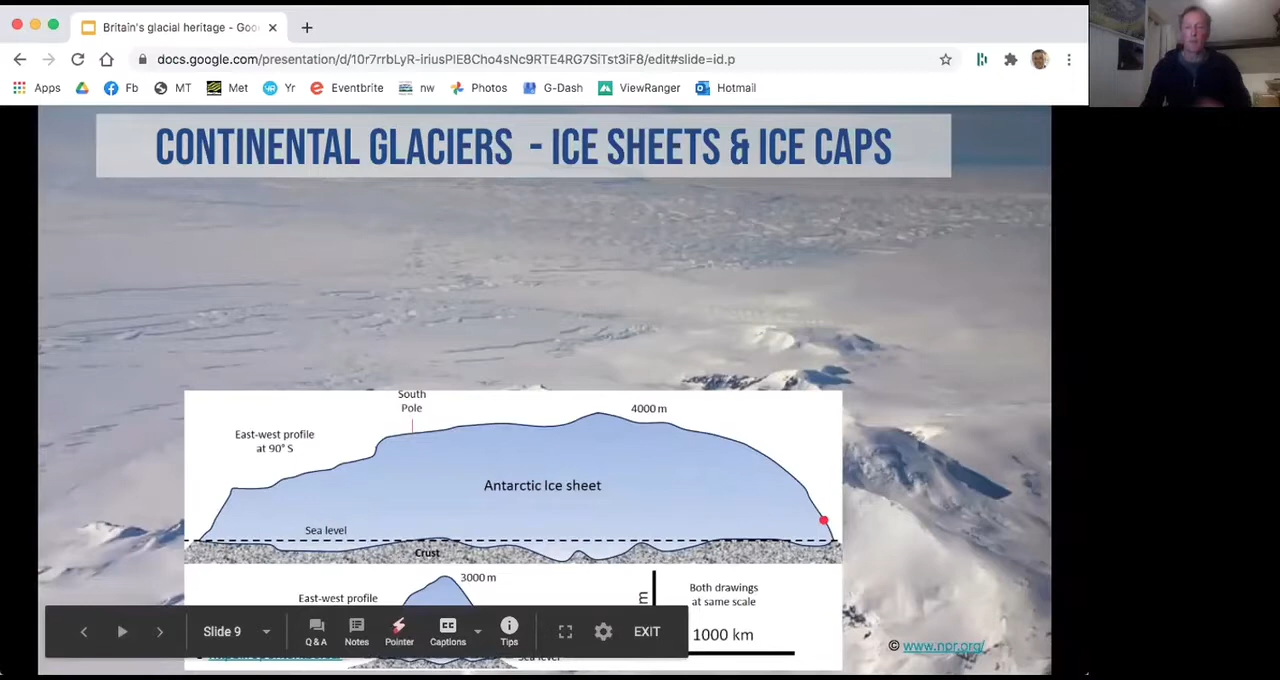 Britain's glacial heritage - Goo
docs.google.com/presentation/d/10r7rrbLyR-iriusPIE8Cho4sNc9RTE4RG7SiTst3iF8/edit#slide=id.p
Apps Fb MT Met Yr Eventbrite nw Photos G-Dash ViewRanger Hotmail
CONTINENTAL GLACIERS - ICE SHEETS & ICE CAPS
South
Pole
4000 m
East-west profile
at 90° S
Antarctic Ice sheet
Sea level
Crust
3000 m
East-west profile
m
Both drawings
at same scale
1000 km
Slide 9
Q & A Notes Pointer Captions Tips EXIT
© www.npr.org/
Sea level